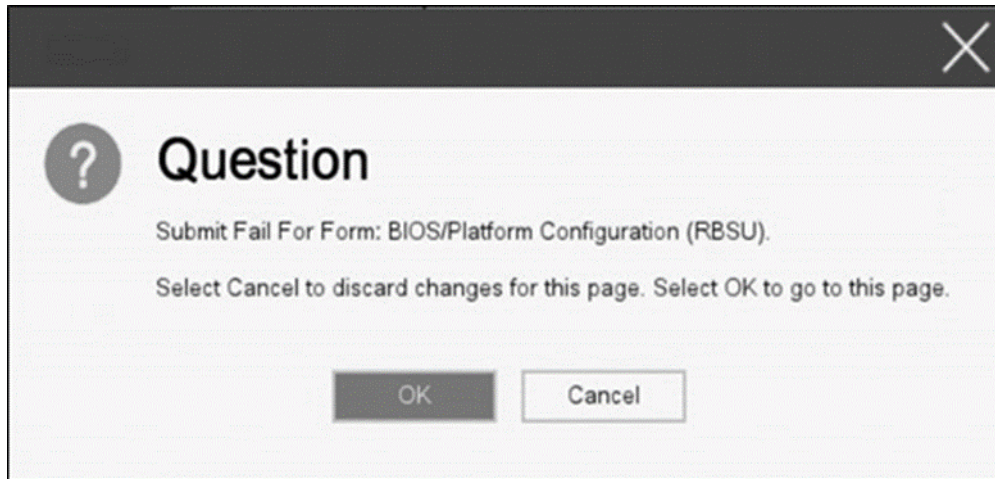 ?
Question
Submit Fail For Form: BIOS/Platform Configuration (RBSU).
Select Cancel to discard changes for this page. Select OK to go to this page.
OK
Cancel